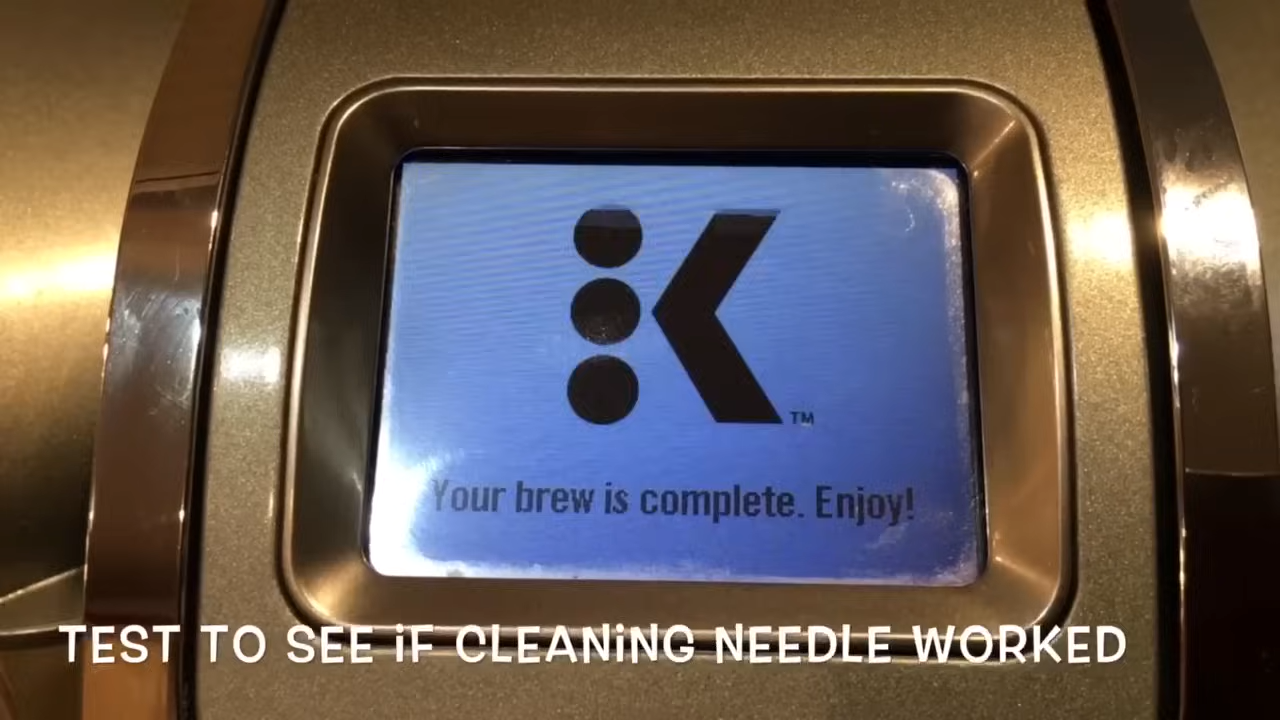 K
TM
Your brew is complete. Enjoy!
TEST TO SEE iF CLEANiNG NEEDLE WORKED